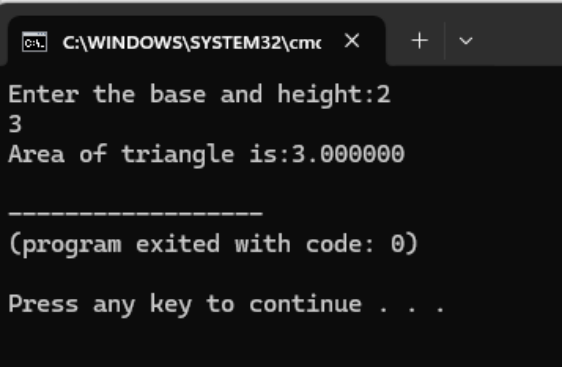 C:\WINDOWS\SYSTEM32\cmc
Enter the base and height:2
3
Area of triangle is:3.000000
------------------
(program exited with code: 0)
Press any key to continue . . .